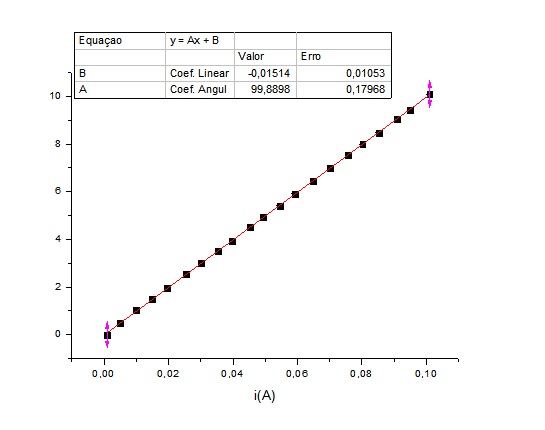 Equaçao y = Ax + B
Valor Erro
B Coef. Linear -0,01514 0,01053
A Coef. Angul 99,8898 0,17968
10
8
6
4
2
0
0,00 0,02 0,04 0,06 0,08 0,10
i(A)